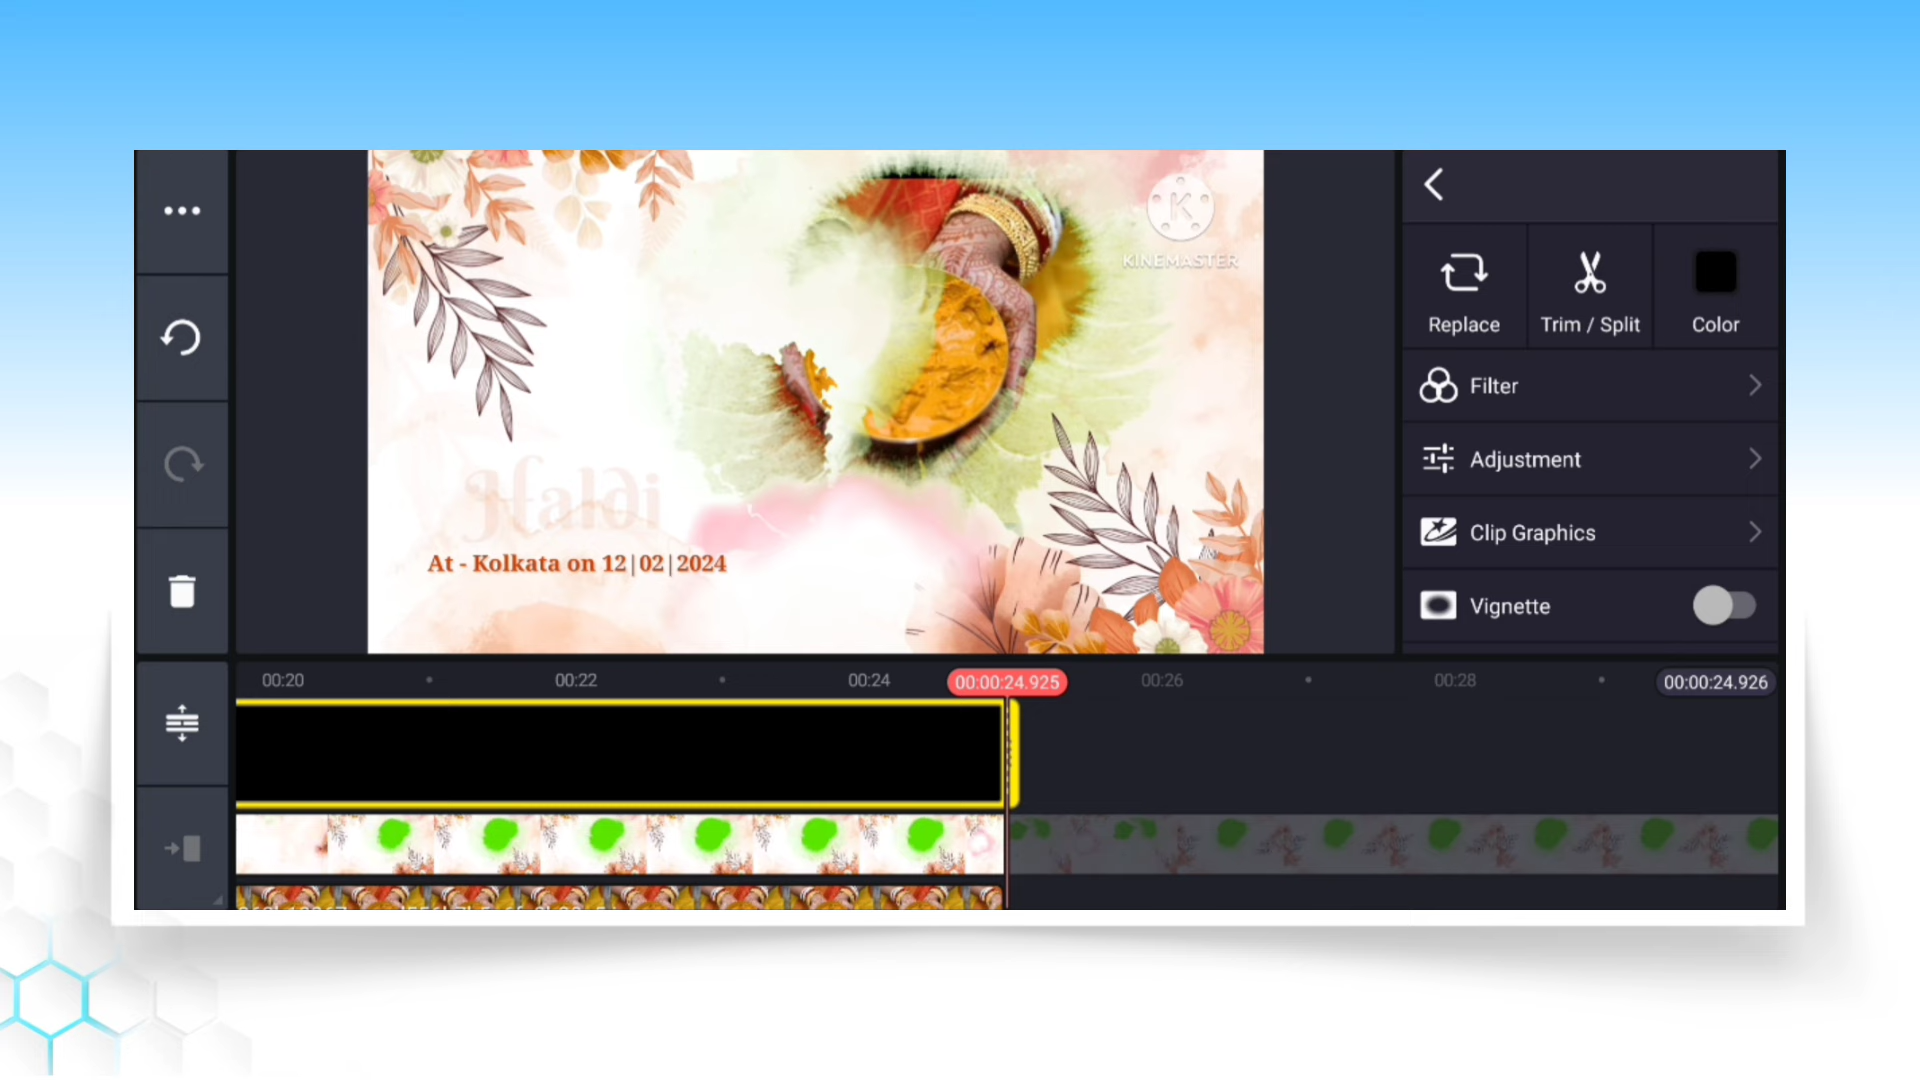 KINEMASTER
Replace
Trim / Split
Color
Filter
Adjustment
Clip Graphics
Vignette
Haldi
At - Kolkata on 12|02|2024
00:20
00:22
00:24
00:00:24.925
00:26
00:28
00:00:24.926